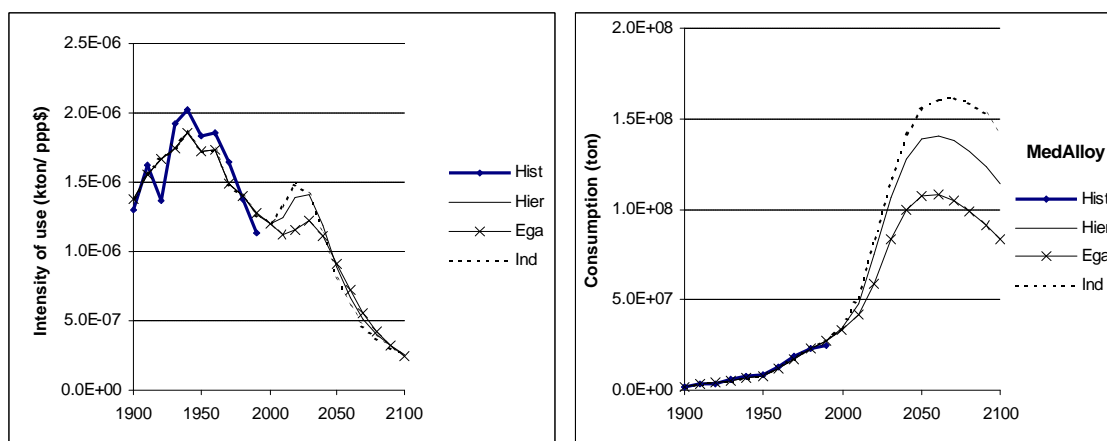 2.5E-06
2.0E-06
1.5E-06
1.0E-06
5.0E-07
0.0E+00
Intensity of use (kton/ ppp$)
1900 1950 2000 2050 2100
Hist
Hier
Ega
Ind
2.0E+08
1.5E+08
1.0E+08
5.0E+07
0.0E+00
Consumption (ton)
1900 1950 2000 2050 2100
MedAlloy
Hist
Hier
Ega
Ind